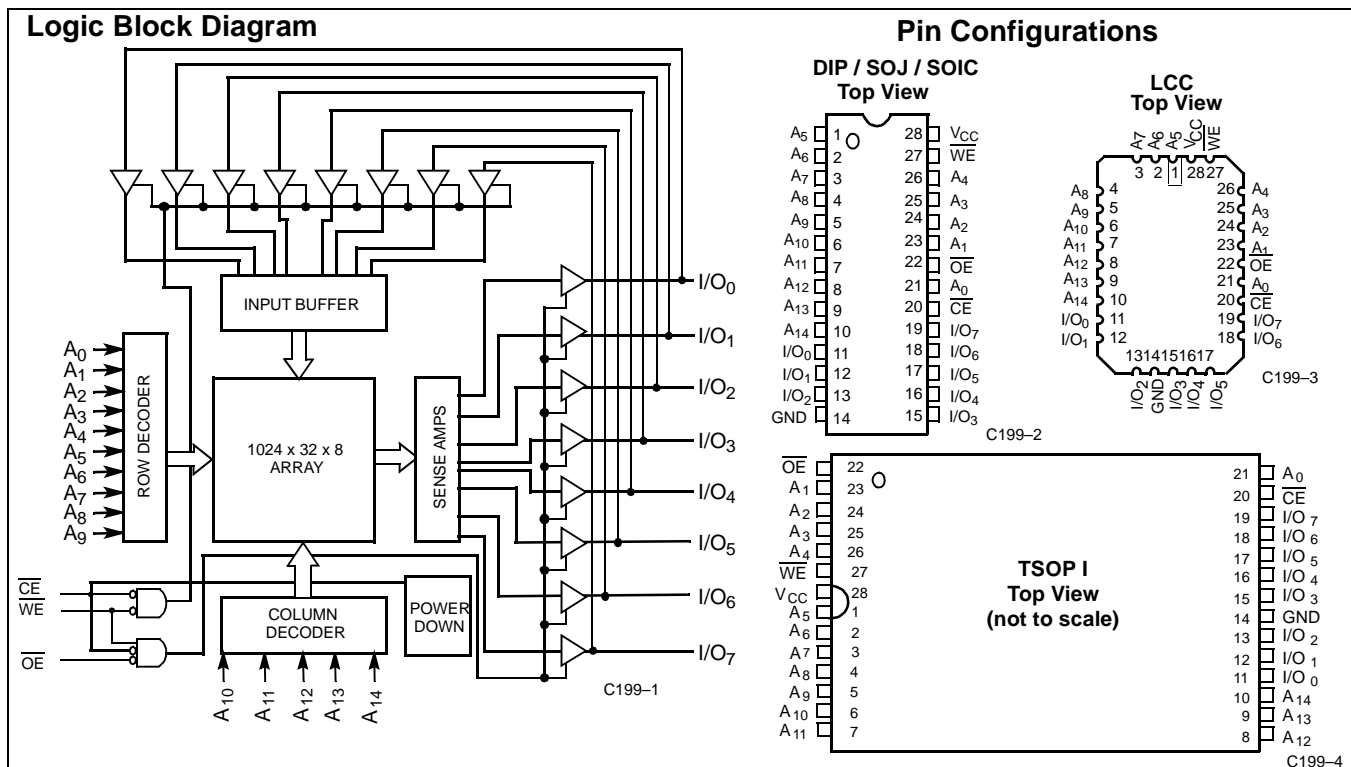 Logic Block Diagram
INPUT BUFFER
ROW DECODER
1024 x 32 x 8
ARRAY
SENSE AMPS
COLUMN
DECODER
POWER
DOWN
A0
A1
A2
A3
A4
A5
A6
A7
A8
A9
CE
WE
OE
A10
A11
A12
A13
A14
I/O0
I/O1
I/O2
I/O3
I/O4
I/O5
I/O6
I/O7
C199–1
Pin Configurations
DIP / SOJ / SOIC
Top View
A5 1 28 VCC
A6 2 27 WE
A7 3 26 A4
A8 4 25 A3
A9 5 24 A2
A10 6 23 A1
A11 7 22 OE
A12 8 21 A0
A13 9 20 CE
A14 10 19 I/O7
I/O0 11 18 I/O6
I/O1 12 17 I/O5
I/O2 13 16 I/O4
GND 14 15 I/O3
C199–2
LCC
Top View
A7 A6 A5 VCC WE
3 2 1 28 27
A8 4 26 A4
A9 5 25 A3
A10 6 24 A2
A11 7 23 A1
A12 8 22 OE
A13 9 21 A0
A14 10 20 CE
I/O0 11 19 I/O7
I/O1 12 18 I/O6
13 14 15 16 17
I/O2 GND I/O3 I/O4 I/O5
C199–3
TSOP I
Top View
(not to scale)
OE 22 21 A0
A1 23 20 CE
A2 24 19 I/O7
A3 25 18 I/O6
A4 26 17 I/O5
WE 27 16 I/O4
VCC 28 15 I/O3
A5 1 14 GND
A6 2 13 I/O2
A7 3 12 I/O1
A8 4 11 I/O0
A9 5 10 A14
A10 6 9 A13
A11 7 8 A12
C199–4